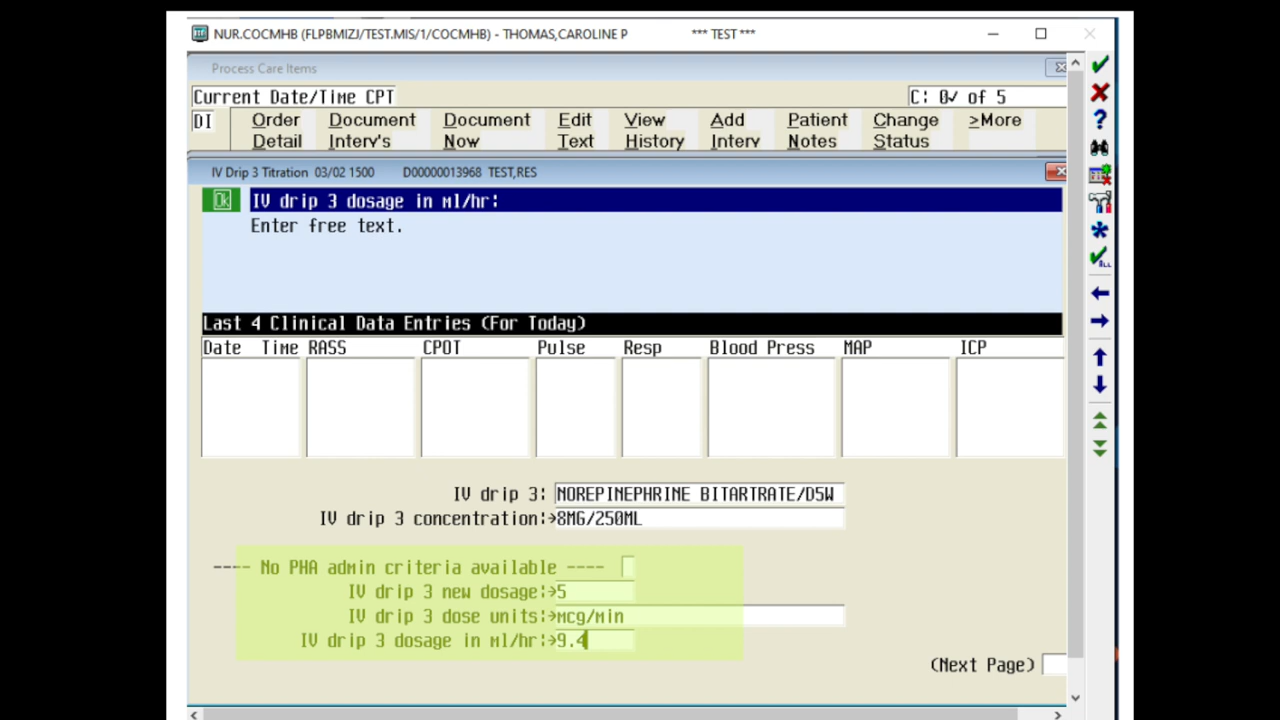 NUR.COCMHB (FLPBMIZJ/TEST.MIS/1/COCMHB) - THOMAS,CAROLINE P *** TEST ***
Process Care Items
Current Date/Time CPT C: 0✓ of 5
DI Order Document Document Edit View Add Patient Change >More
Detail Interv's Now Text History Interv Notes Status
IV Drip 3 Titration 03/02 1500 D00000013968 TEST,RES
Ok IV drip 3 dosage in ml/hr:
Enter free text.
Last 4 Clinical Data Entries (For Today)
Date Time RASS CPOT Pulse Resp Blood Press MAP ICP
IV drip 3: NOREPINEPHRINE BITARTRATE/D5W
IV drip 3 concentration:→8MG/250ML
---- No PHA admin criteria available ----
IV drip 3 new dosage:→5
IV drip 3 dose units:→mcg/min
IV drip 3 dosage in ml/hr:→9.4
(Next Page)